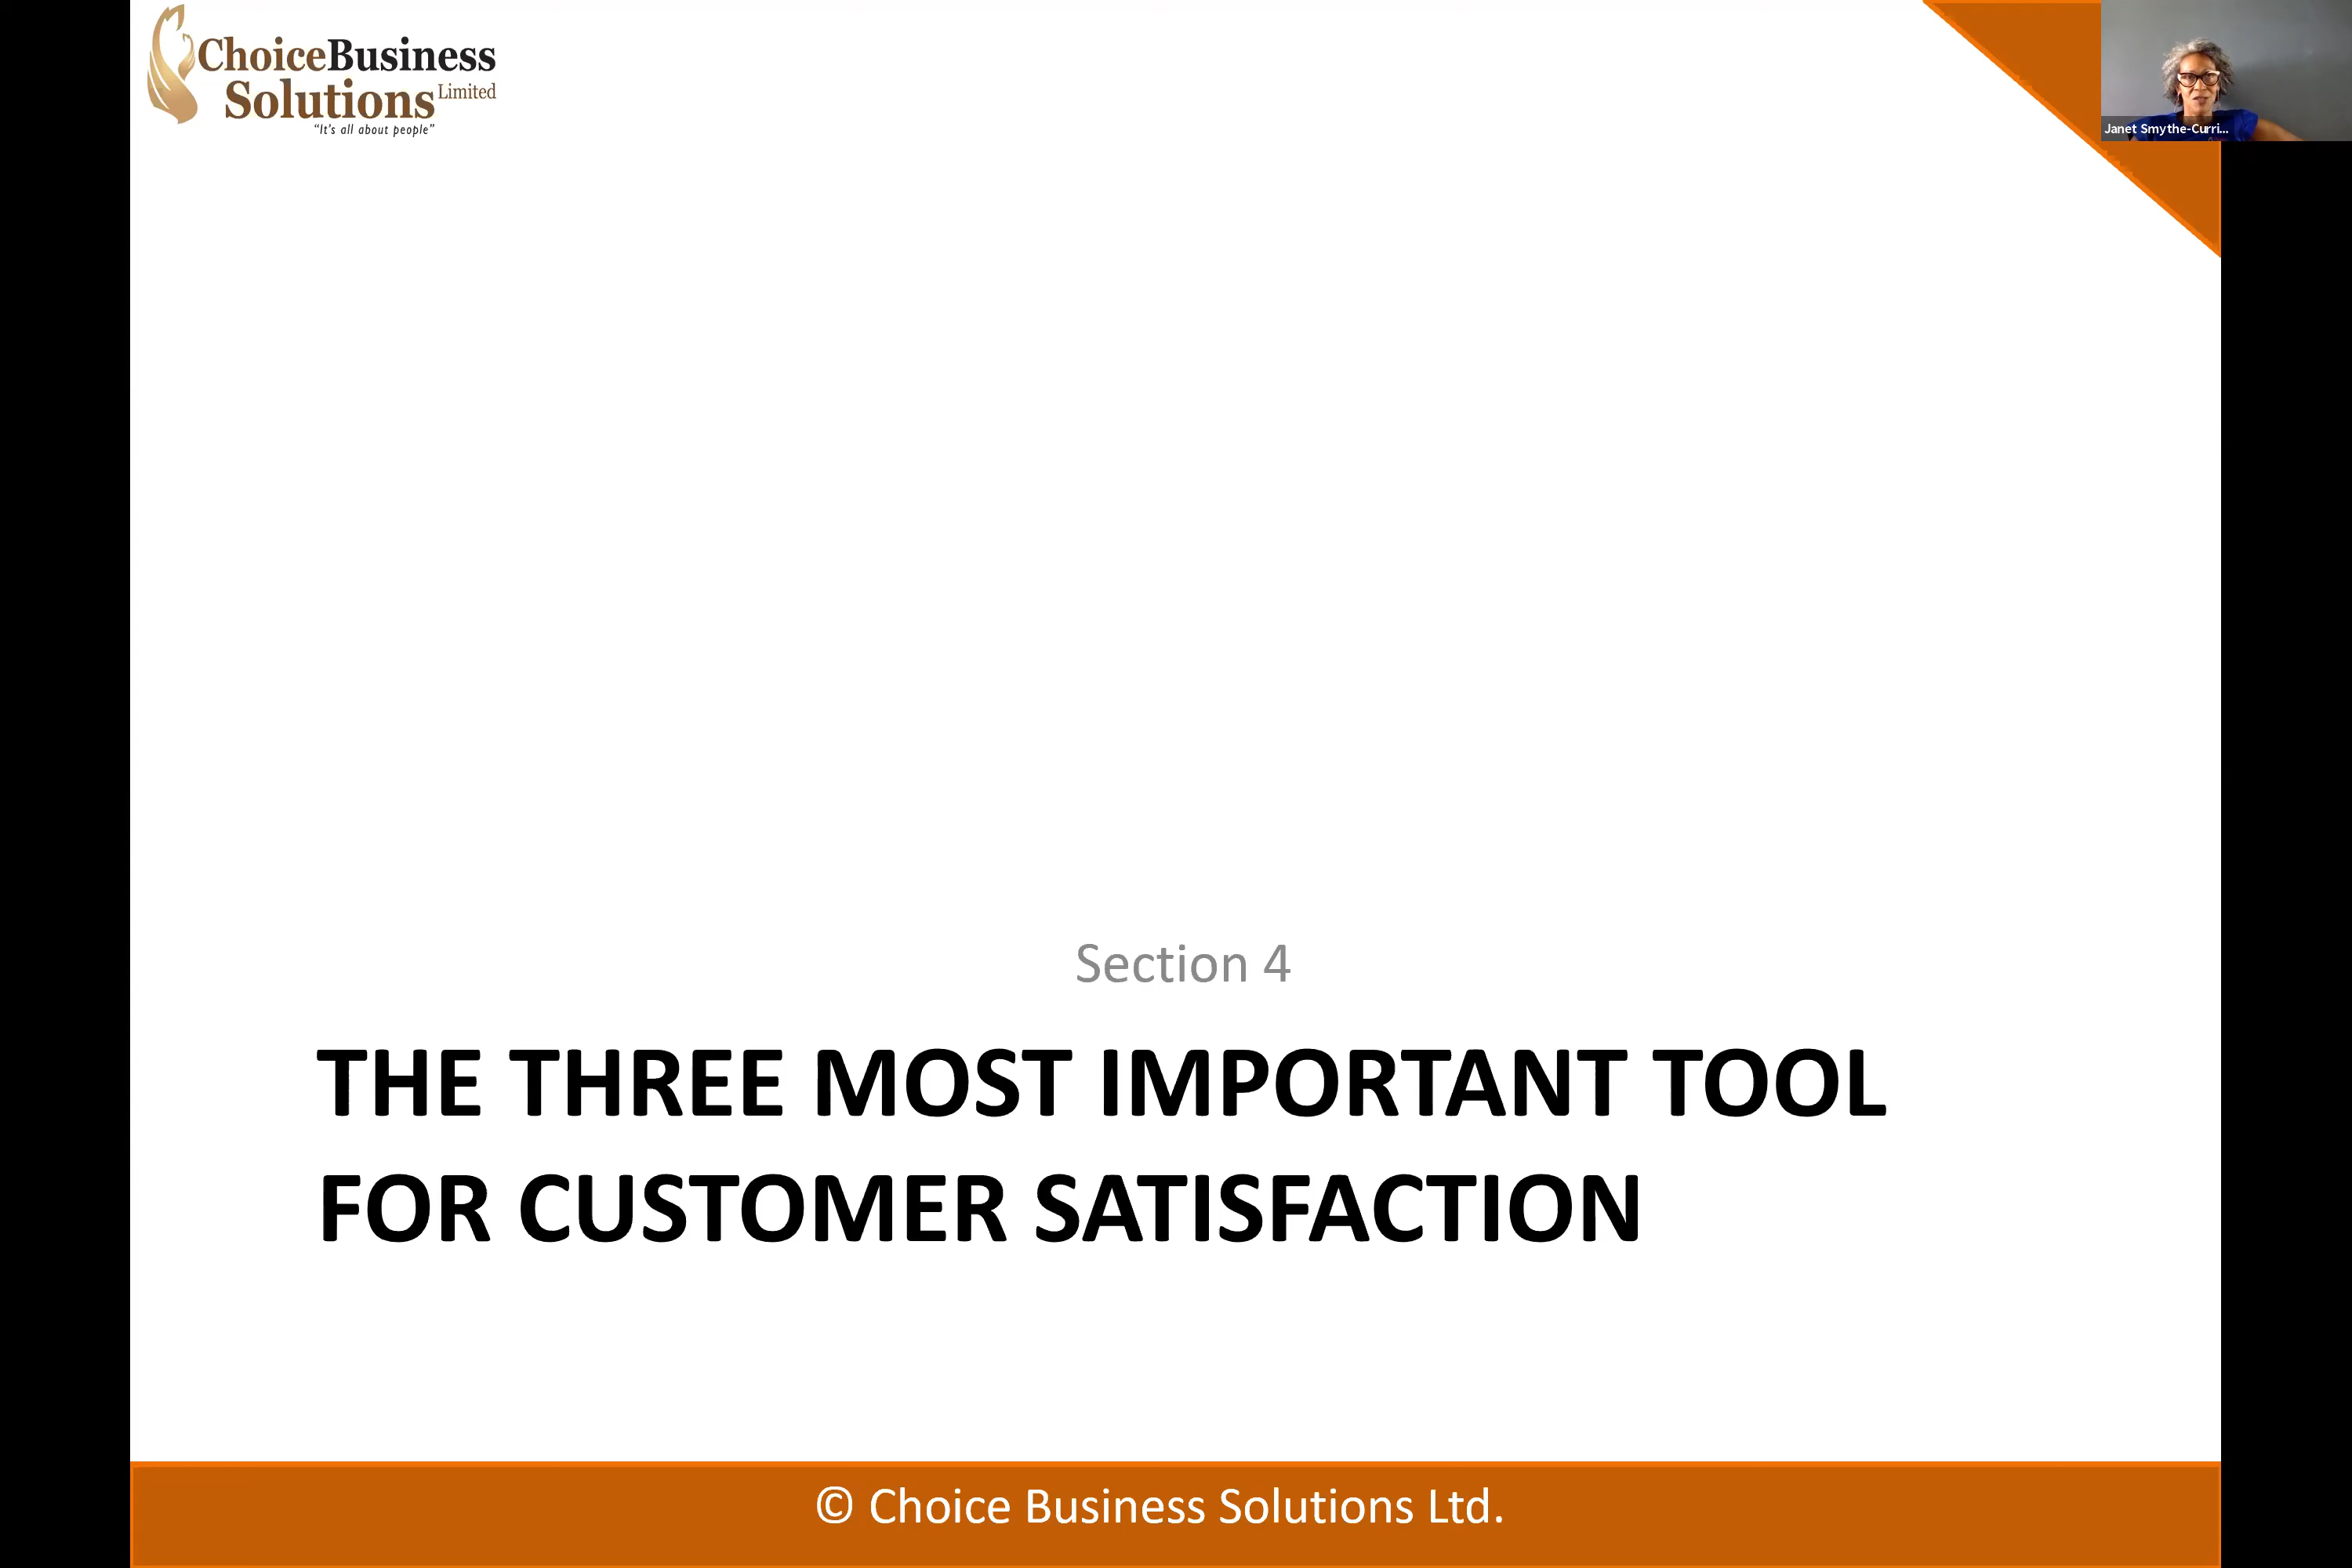 ChoiceBusiness
Solutions Limited
“It's all about people”
Janet Smythe-Curri...
Section 4
THE THREE MOST IMPORTANT TOOL
FOR CUSTOMER SATISFACTION
© Choice Business Solutions Ltd.